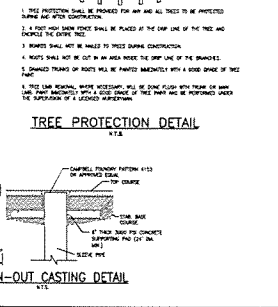 1. TREE PROTECTION SHALL BE PROVIDED FOR ANY AND ALL TREES TO BE PROTECTED
DURING AND AFTER CONSTRUCTION.
2. 4 FOOT HIGH SNOW FENCE SHALL BE PLACED AT THE DRIP LINE OF THE TREE AND
ENCIRCLE THE ENTIRE TREE.
3. BOARDS SHALL NOT BE NAILED TO TREES DURING CONSTRUCTION.
4. ROOTS SHALL NOT BE CUT IN AN AREA INSIDE THE DRIP LINE OF THE BRANCHES.
5. DAMAGED TRUNKS OR ROOTS WILL BE PAINTED IMMEDIATELY WITH A GOOD GRADE OF TREE
PAINT.
6. TREE LIMB REMOVAL, WHERE NECESSARY, WILL BE DONE FLUSH WITH TRUNK OR MAIN
LIMB, PAINT IMMEDIATELY WITH A GOOD GRADE OF TREE PAINT AND BE PERFORMED UNDER
THE SUPERVISION OF A LICENSED NURSERYMAN.
TREE PROTECTION DETAIL
N.T.S.
CAMPBELL FOUNDRY PATTERN 4153
OR APPROVED EQUAL
TOP COURSE
STAB. BASE
COURSE
6" THICK 3000 PSI CONCRETE
SUPPORTING PAD (24" DIA.
MIN.)
SLEEVE PIPE
N-OUT CASTING DETAIL
N.T.S.